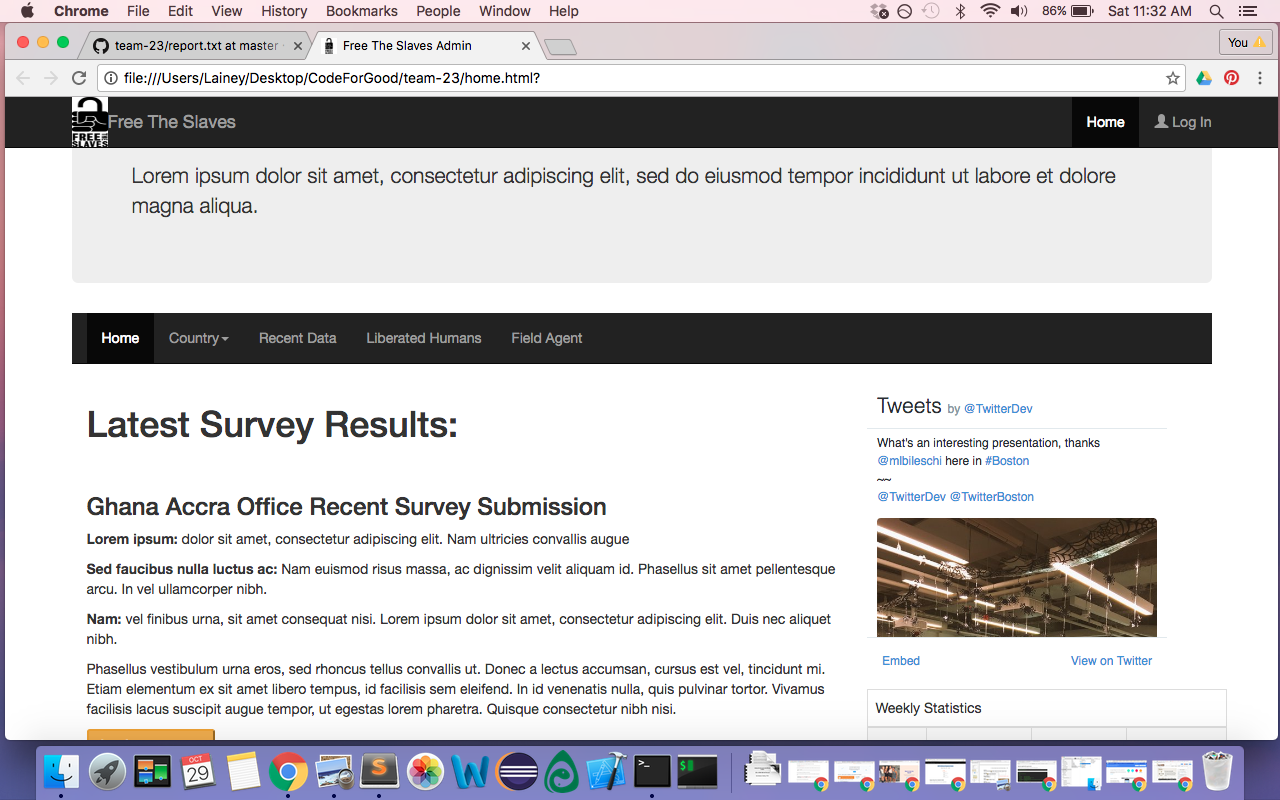 Chrome File Edit View History Bookmarks People Window Help 86% Sat 11:32 AM
team-23/report.txt at master Free The Slaves Admin You
file:///Users/Lainey/Desktop/CodeForGood/team-23/home.html?
FREE
SLAVES
Free The Slaves Home Log In
Lorem ipsum dolor sit amet, consectetur adipiscing elit, sed do eiusmod tempor incididunt ut labore et dolore
magna aliqua.
Home Country Recent Data Liberated Humans Field Agent
Latest Survey Results:
Ghana Accra Office Recent Survey Submission
Lorem ipsum: dolor sit amet, consectetur adipiscing elit. Nam ultricies convallis augue
Sed faucibus nulla luctus ac: Nam euismod risus massa, ac dignissim velit aliquam id. Phasellus sit amet pellentesque
arcu. In vel ullamcorper nibh.
Nam: vel finibus urna, sit amet consequat nisi. Lorem ipsum dolor sit amet, consectetur adipiscing elit. Duis nec aliquet
nibh.
Phasellus vestibulum urna eros, sed rhoncus tellus convallis ut. Donec a lectus accumsan, cursus est vel, tincidunt mi.
Etiam elementum ex sit amet libero tempus, id facilisis sem eleifend. In id venenatis nulla, quis pulvinar tortor. Vivamus
facilisis lacus suscipit augue tempor, ut egestas lorem pharetra. Quisque consectetur nibh nisi.
Tweets by @TwitterDev
What's an interesting presentation, thanks
@mlbileschi here in #Boston
~~
@TwitterDev @TwitterBoston
Embed View on Twitter
Weekly Statistics
OCT
29